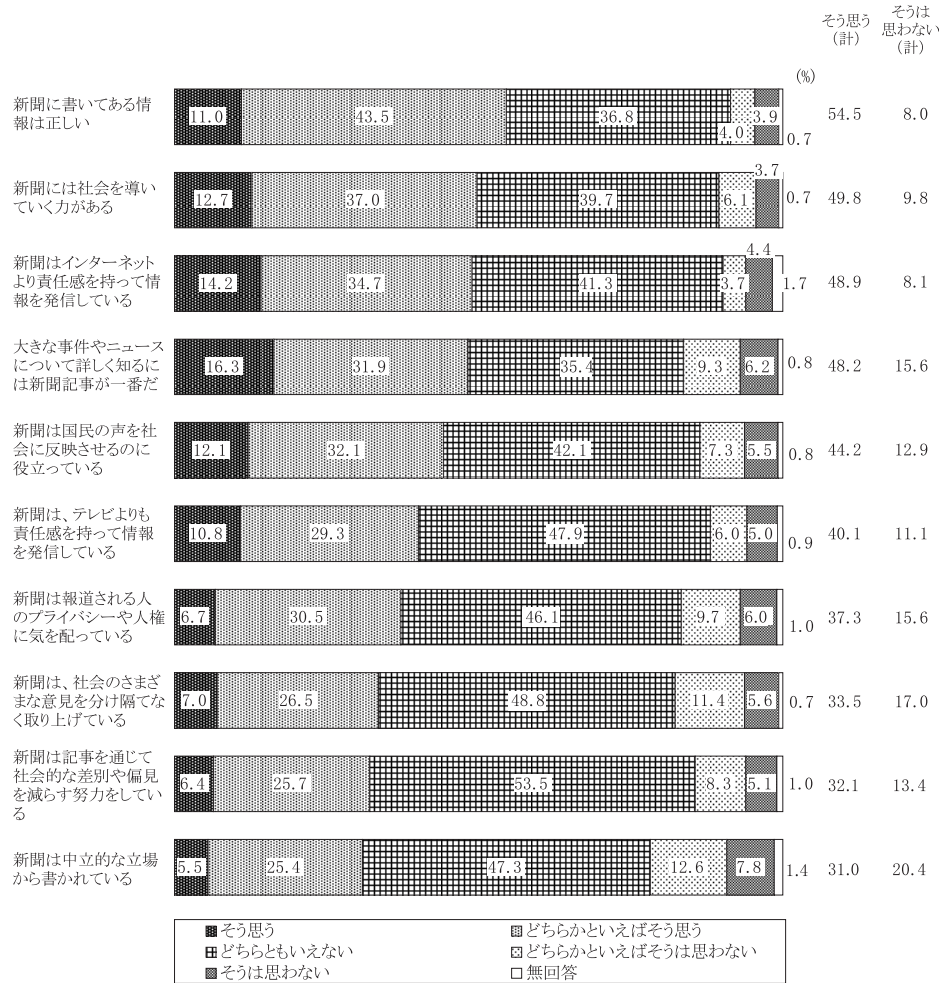 そう思う
(計)
そうは
思わない
(計)
(%)
新聞に書いてある情
報は正しい
11.0 43.5 36.8 4.0 3.9 0.7 54.5 8.0
新聞には社会を導い
ていく力がある
12.7 37.0 39.7 6.1 3.7 0.7 49.8 9.8
新聞はインターネット
より責任感を持って情
報を発信している
14.2 34.7 41.3 3.7 4.4 1.7 48.9 8.1
大きな事件やニュース
について詳しく知るに
は新聞記事が一番だ
16.3 31.9 35.4 9.3 6.2 0.8 48.2 15.6
新聞は国民の声を社
会に反映させるのに
役立っている
12.1 32.1 42.1 7.3 5.5 0.8 44.2 12.9
新聞は、テレビよりも
責任感を持って情報
を発信している
10.8 29.3 47.9 6.0 5.0 0.9 40.1 11.1
新聞は報道される人
のプライバシーや人権
に気を配っている
6.7 30.5 46.1 9.7 6.0 1.0 37.3 15.6
新聞は、社会のさまざ
まな意見を分け隔てな
く取り上げている
7.0 26.5 48.8 11.4 5.6 0.7 33.5 17.0
新聞は記事を通じて
社会的な差別や偏見
を減らす努力をしてい
る
6.4 25.7 53.5 8.3 5.1 1.0 32.1 13.4
新聞は中立的な立場
から書かれている
5.5 25.4 47.3 12.6 7.8 1.4 31.0 20.4
そう思う どちらかといえばそう思う
どちらともいえない どちらかといえばそうは思わない
そうは思わない 無回答